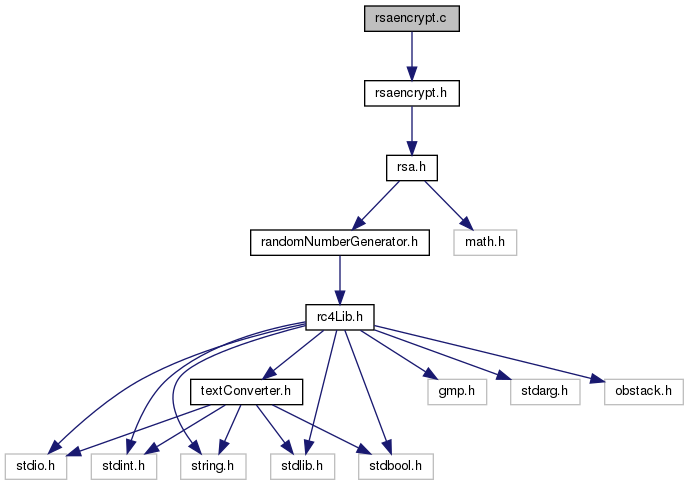 rsaencrypt.c
rsaencrypt.h
rsa.h
randomNumberGenerator.h
math.h
rc4Lib.h
textConverter.h
gmp.h
stdarg.h
obstack.h
stdio.h
stdint.h
string.h
stdlib.h
stdbool.h